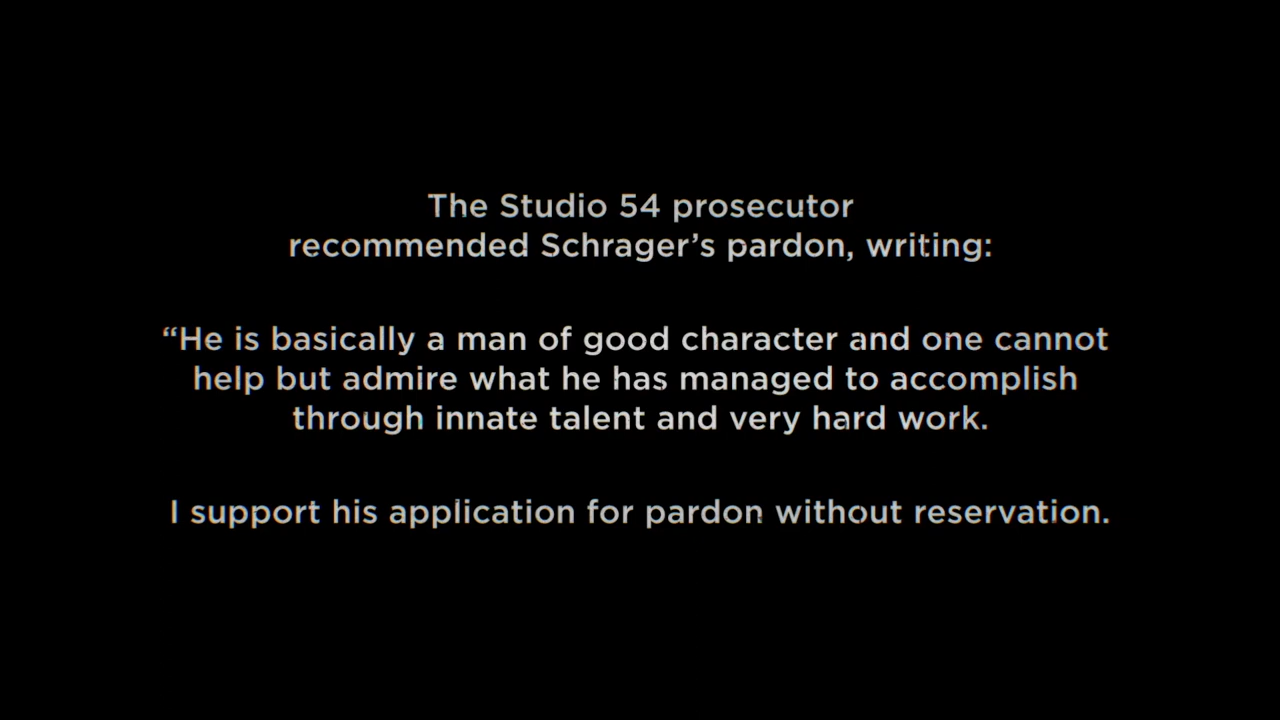 The Studio 54 prosecutor
recommended Schrager’s pardon, writing:
“He is basically a man of good character and one cannot
help but admire what he has managed to accomplish
through innate talent and very hard work.
I support his application for pardon without reservation.